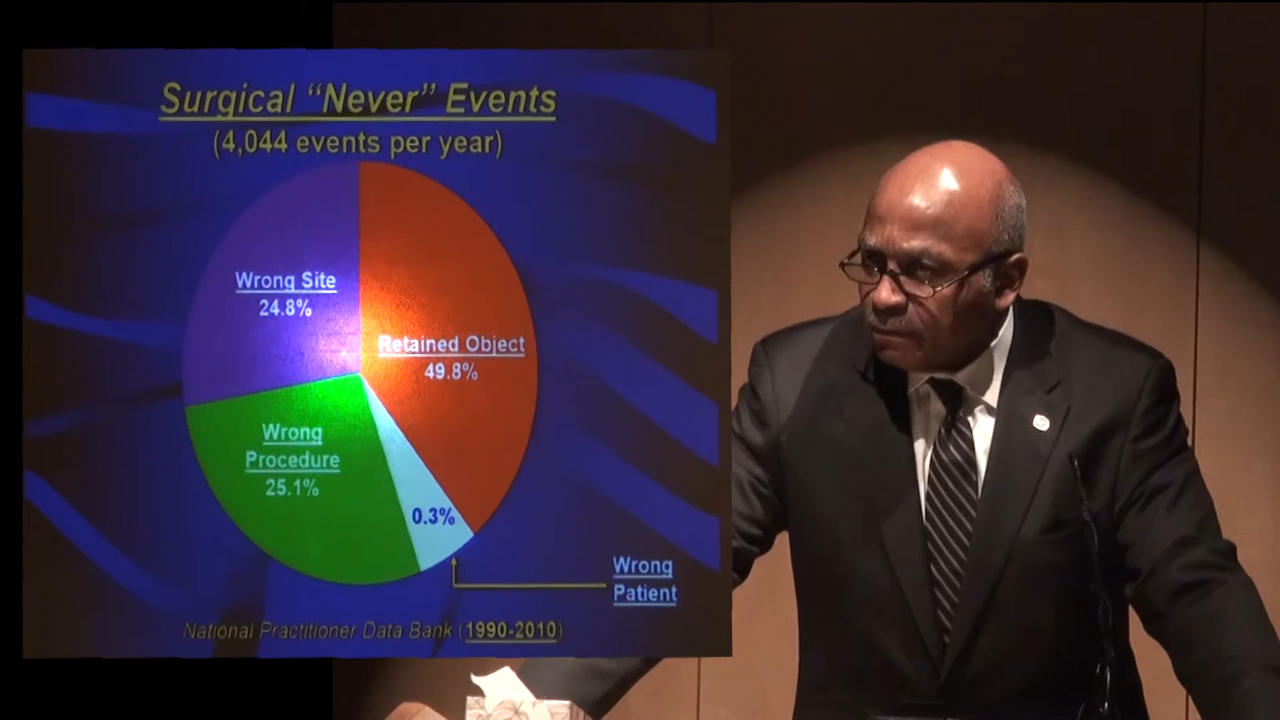 Surgical “Never” Events
(4,044 events per year)
Wrong Site
24.8%
Retained Object
49.8%
Wrong
Procedure
25.1%
0.3%
Wrong
Patient
National Practitioner Data Bank (1990-2010)